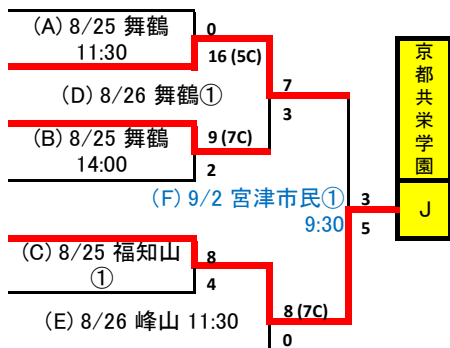 (A) 8/25 舞鶴
11:30
0
16 (5C)
(D) 8/26 舞鶴①
7
3
(B) 8/25 舞鶴
14:00
9 (7C)
2
(F) 9/2 宮津市民①
9:30
3
5
京都共栄学園
J
(C) 8/25 福知山
①
8
4
(E) 8/26 峰山 11:30
8 (7C)
0